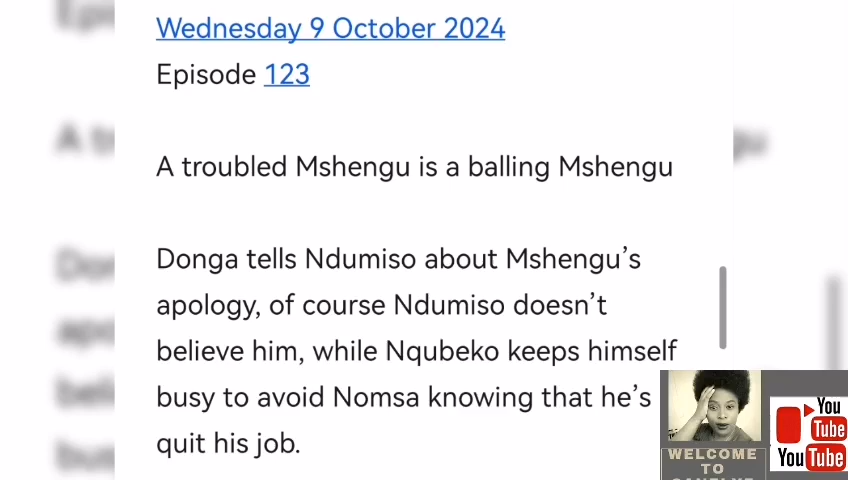 Wednesday 9 October 2024
Episode 123
A troubled Mshengu is a balling Mshengu
Donga tells Ndumiso about Mshengu’s
apology, of course Ndumiso doesn’t
believe him, while Nqubeko keeps himself
busy to avoid Nomsa knowing that he’s
quit his job.
WELCOME
TO
You
Tube
You Tube